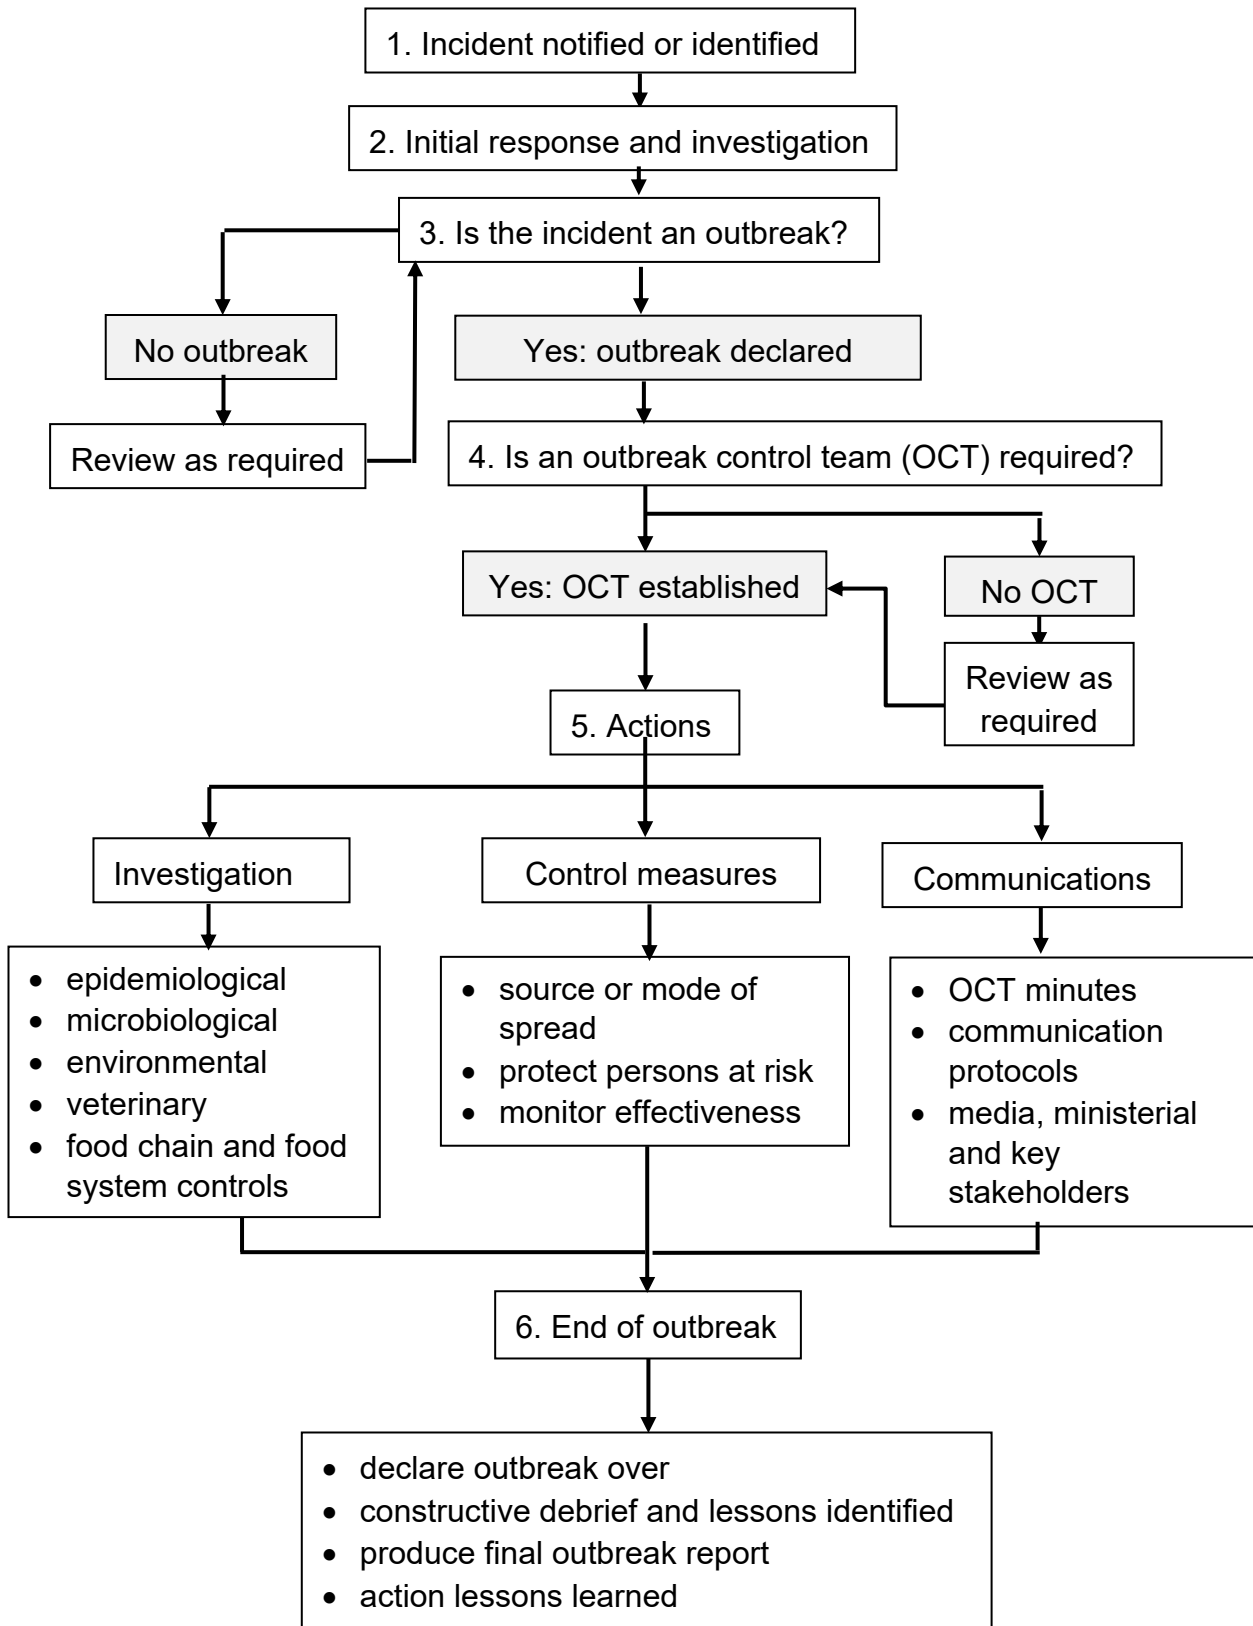 1. Incident notified or identified
2. Initial response and investigation
3. Is the incident an outbreak?
No outbreak
Yes: outbreak declared
Review as required
4. Is an outbreak control team (OCT) required?
Yes: OCT established
No OCT
Review as
required
5. Actions
Investigation
Control measures
Communications
• epidemiological
• microbiological
• environmental
• veterinary
• food chain and food
system controls
• source or mode of
spread
• protect persons at risk
• monitor effectiveness
• OCT minutes
• communication
protocols
• media, ministerial
and key
stakeholders
6. End of outbreak
• declare outbreak over
• constructive debrief and lessons identified
• produce final outbreak report
• action lessons learned